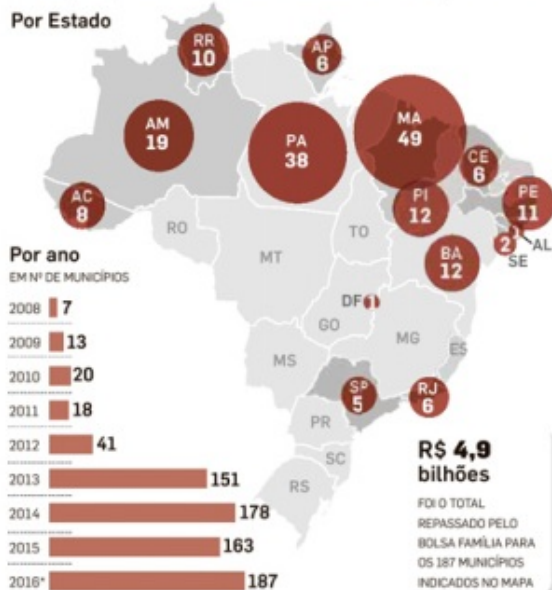 Por Estado
RR
10
AP
6
AM
19
PA
38
MA
49
CE
6
AC
8
PI
12
PE
11
1
AL
2
SE
RO
TO
MT
BA
12
DF
1
GO
MG
ES
MS
SP
5
RJ
6
PR
SC
RS
Por ano
EM Nº DE MUNICÍPIOS
2008 7
2009 13
2010 20
2011 18
2012 41
2013 151
2014 178
2015 163
2016* 187
R$ 4,9
bilhões
FOI O TOTAL
REPASSADO PELO
BOLSA FAMÍLIA PARA
OS 187 MUNICÍPIOS
INDICADOS NO MAPA